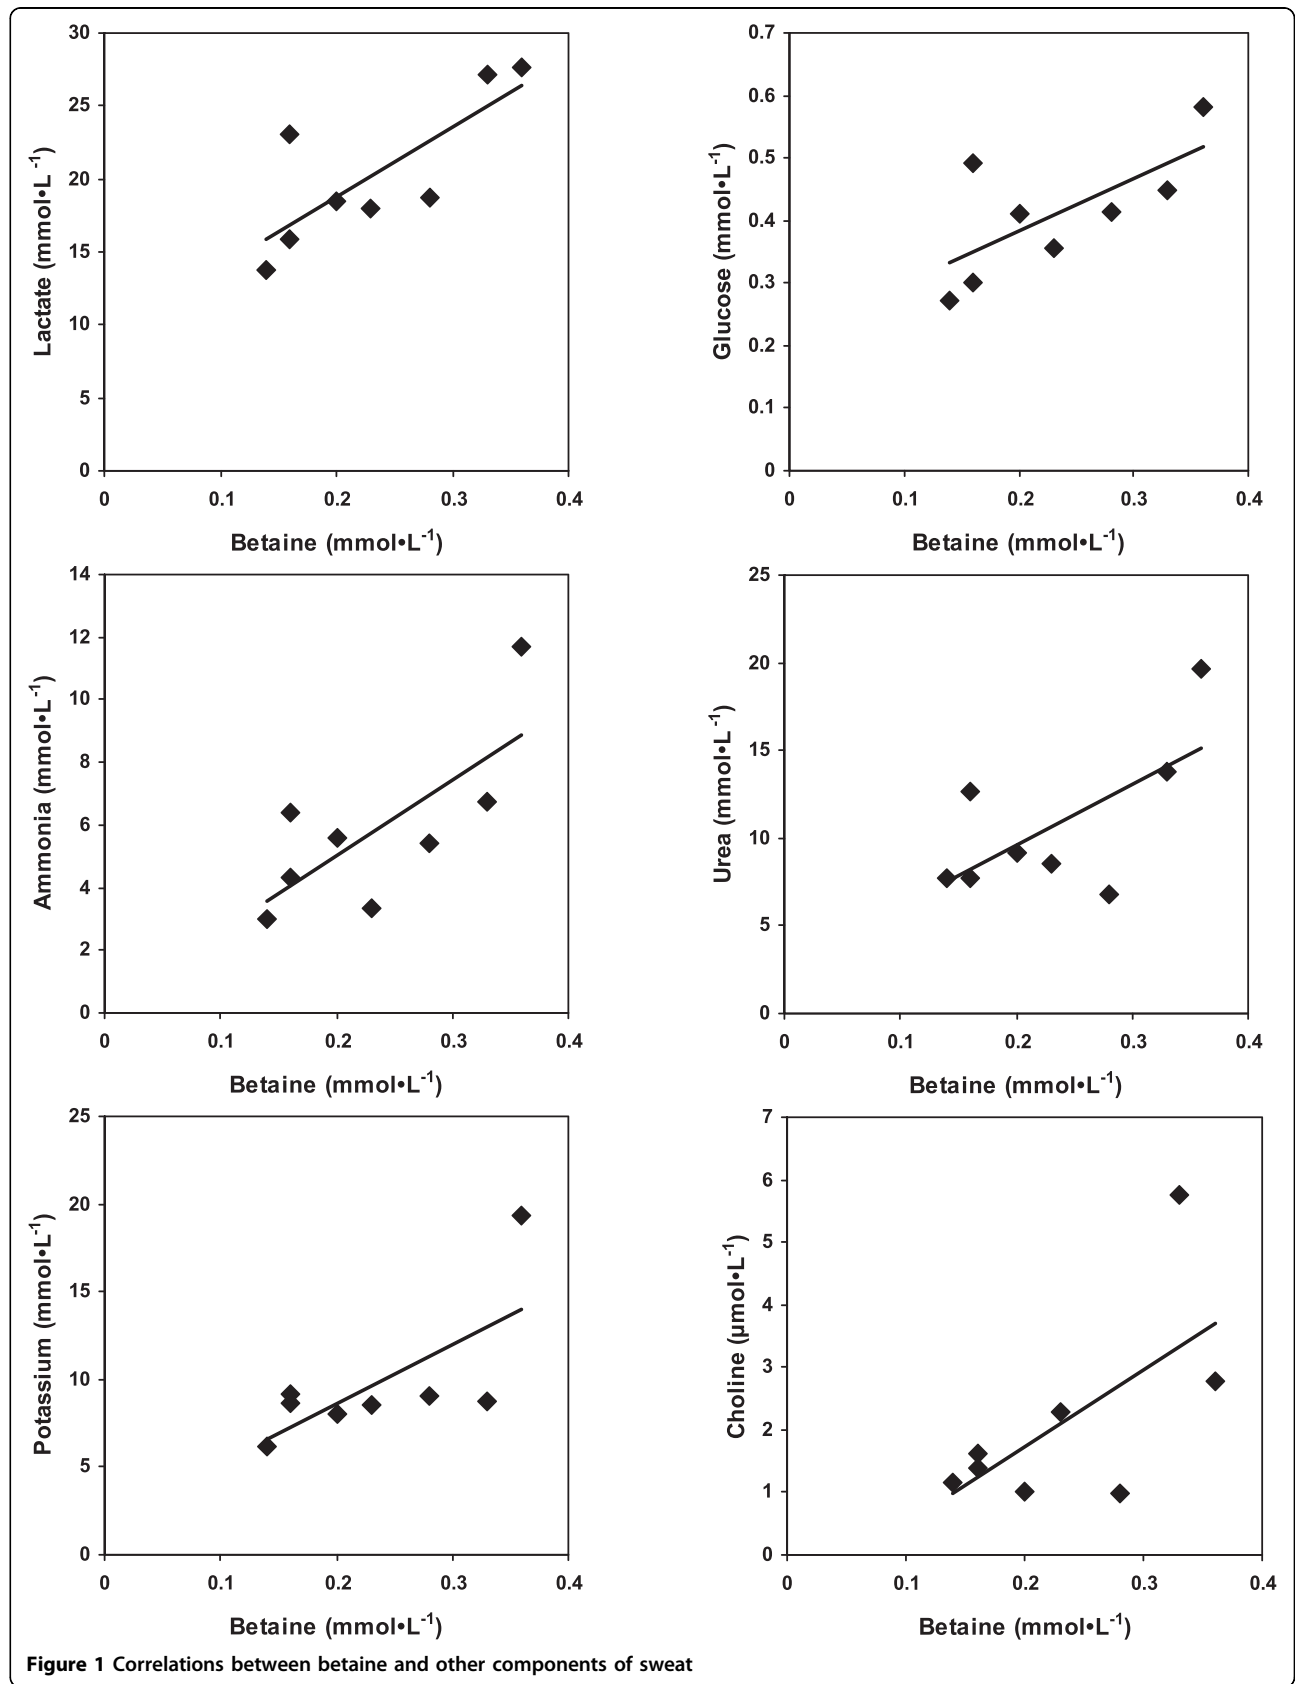 30
25
20
15
10
5
0
0 0.1 0.2 0.3 0.4
Lactate (mmol•L-1)
Betaine (mmol•L-1)
0.7
0.6
0.5
0.4
0.3
0.2
0.1
0
0 0.1 0.2 0.3 0.4
Glucose (mmol•L-1)
Betaine (mmol•L-1)
14
12
10
8
6
4
2
0
0 0.1 0.2 0.3 0.4
Ammonia (mmol•L-1)
Betaine (mmol•L-1)
25
20
15
10
5
0
0 0.1 0.2 0.3 0.4
Urea (mmol•L-1)
Betaine (mmol•L-1)
25
20
15
10
5
0
0 0.1 0.2 0.3 0.4
Potassium (mmol•L-1)
Betaine (mmol•L-1)
7
6
5
4
3
2
1
0
0 0.1 0.2 0.3 0.4
Choline (µmol•L-1)
Betaine (mmol•L-1)
Figure 1 Correlations between betaine and other components of sweat